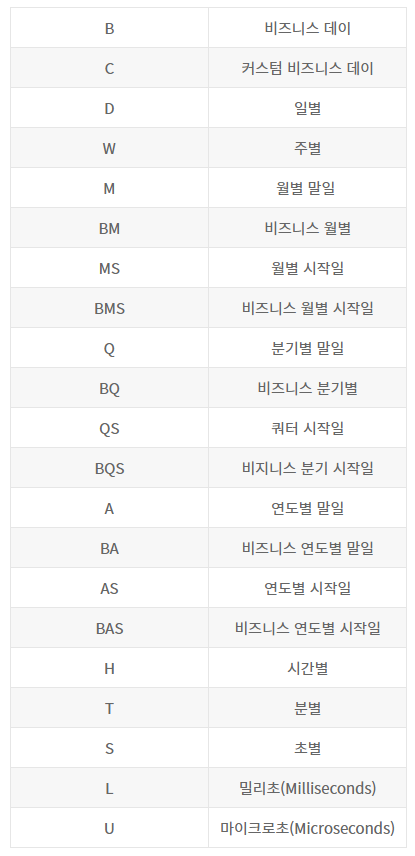 B 비즈니스 데이
C 커스텀 비즈니스 데이
D 일별
W 주별
M 월별 말일
BM 비즈니스 월별
MS 월별 시작일
BMS 비즈니스 월별 시작일
Q 분기별 말일
BQ 비즈니스 분기별
QS 쿼터 시작일
BQS 비지니스 분기 시작일
A 연도별 말일
BA 비즈니스 연도별 말일
AS 연도별 시작일
BAS 비즈니스 연도별 시작일
H 시간별
T 분별
S 초별
L 밀리초(Milliseconds)
U 마이크로초(Microseconds)